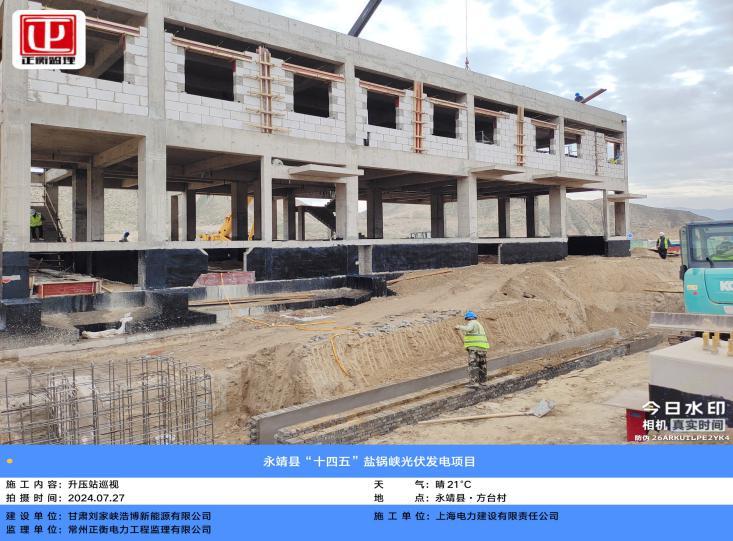 正衡监理
KO
今日水印
相机 真实时间
防伪 26ARKUTLPE2YK4
永靖县“十四五”盐锅峡光伏发电项目
施工内容：升压站巡视
天 气：晴 21℃
拍摄时间：2024.07.27
地 点：永靖县·方台村
建设单位：甘肃刘家峡浩博新能源有限公司
施工单位：上海电力建设有限责任公司
监理单位：常州正衡电力工程监理有限公司